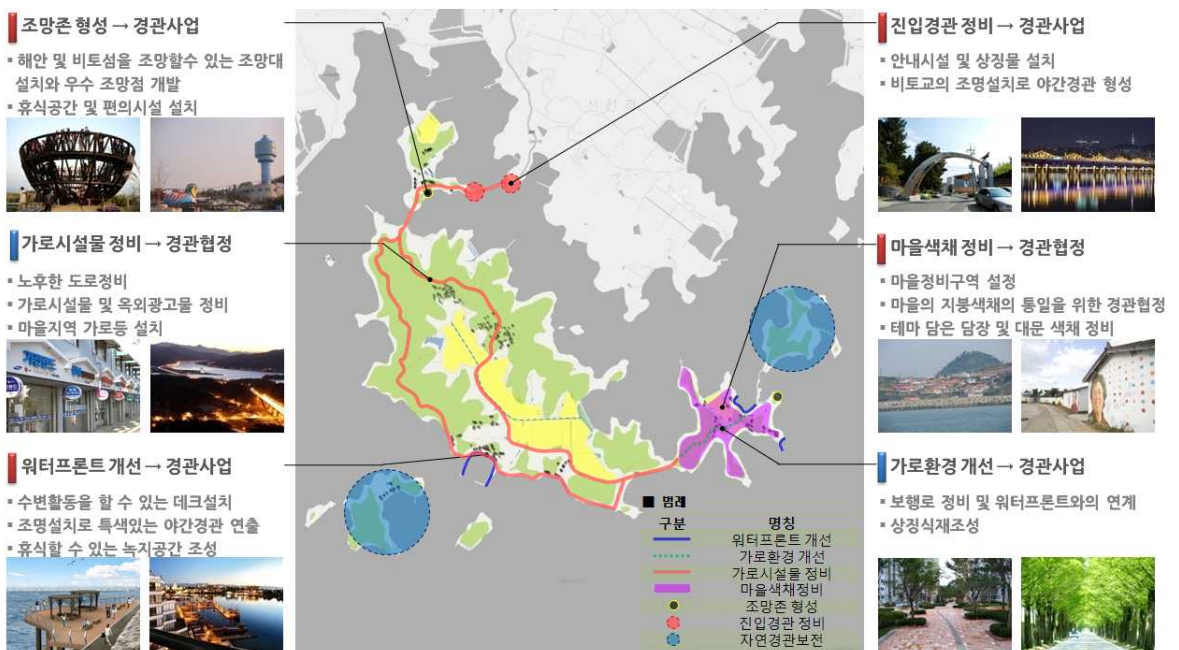 조망존 형성 → 경관사업
▪ 해안 및 비토섬을 조망할수 있는 조망대
설치와 우수 조망점 개발
▪ 휴식공간 및 편의시설 설치
가로시설물 정비 → 경관협정
▪ 노후한 도로정비
▪ 가로시설물 및 옥외광고물 정비
▪ 마을지역 가로등 설치
워터프론트 개선 → 경관사업
▪ 수변활동을 할 수 있는 데크설치
▪ 조명설치로 특색있는 야간경관 연출
▪ 휴식할 수 있는 녹지공간 조성
■ 범례
구분 명칭
워터프론트 개선
가로환경 개선
가로시설물 정비
마을색채정비
조망존 형성
진입경관 정비
자연경관보전
진입경관 정비 → 경관사업
▪ 안내시설 및 상징물 설치
▪ 비토교의 조명설치로 야간경관 형성
마을색채 정비 → 경관협정
▪ 마을정비구역 설정
▪ 마을의 지붕색채의 통일을 위한 경관협정
▪ 테마 담은 담장 및 대문 색채 정비
가로환경 개선 → 경관사업
▪ 보행로 정비 및 워터프론트와의 연계
▪ 상징식재조성